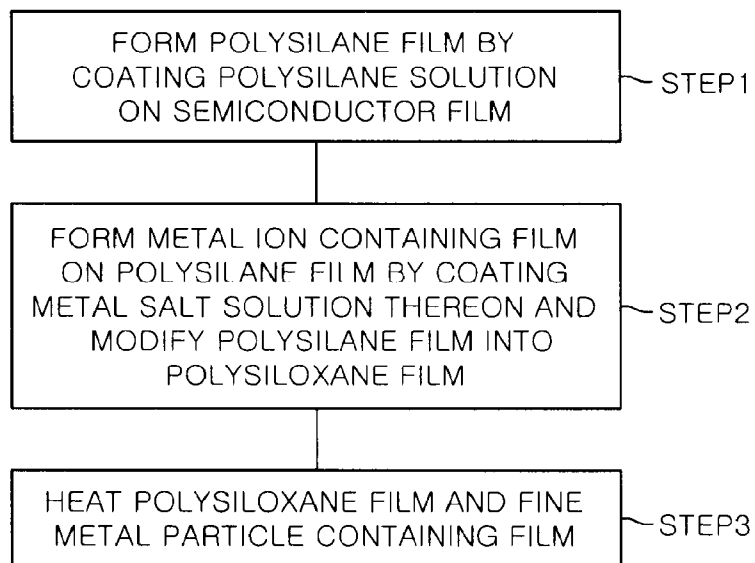 FORM POLYSILANE FILM BY
COATING POLYSILANE SOLUTION
ON SEMICONDUCTOR FILM
STEP1
FORM METAL ION CONTAINING FILM
ON POLYSILANE FILM BY COATING
METAL SALT SOLUTION THEREON AND
MODIFY POLYSILANE FILM INTO
POLYSILOXANE FILM
STEP2
HEAT POLYSILOXANE FILM AND FINE
METAL PARTICLE CONTAINING FILM
STEP3